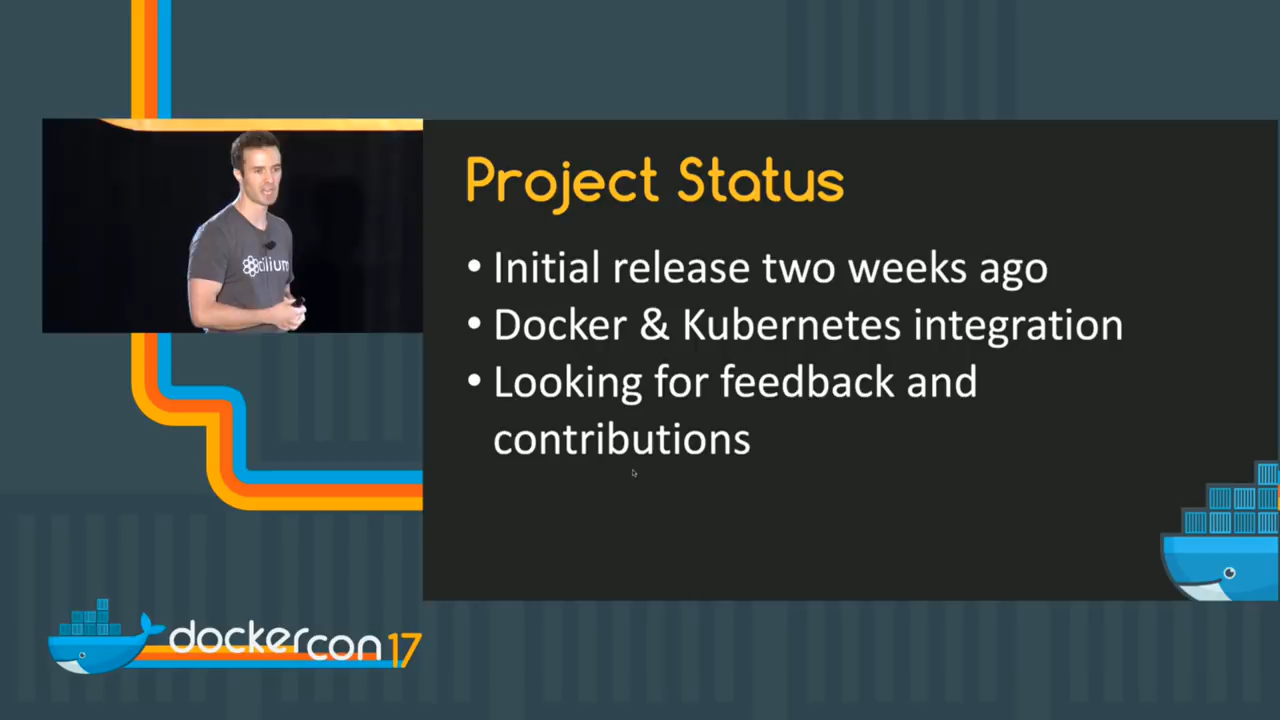 Project Status
• Initial release two weeks ago
• Docker & Kubernetes integration
• Looking for feedback and
contributions
cilium
dockercon17